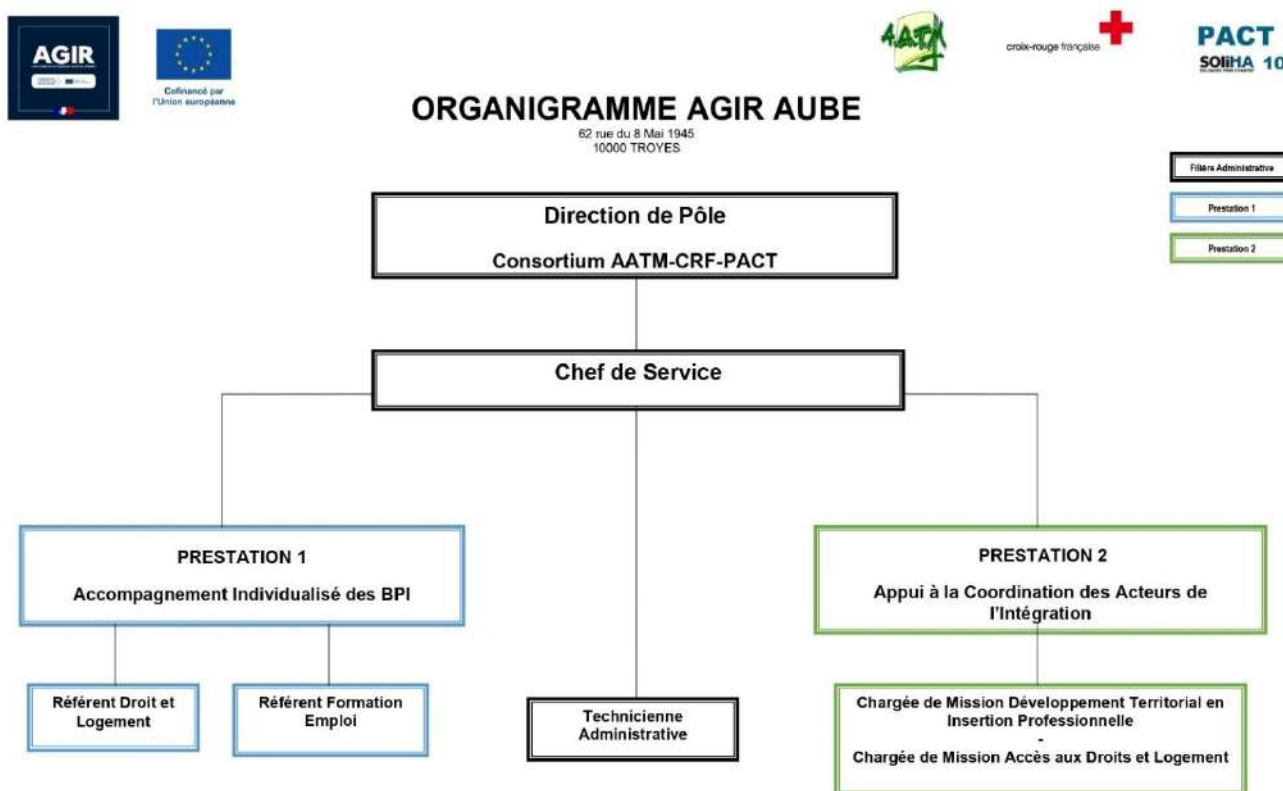 AGIR
Cofinancé par
l'Union européenne
A.A.T.M
croix-rouge française
PACT
SOLiHA 10
ORGANIGRAMME AGIR AUBE
62 rue du 8 Mai 1945
10000 TROYES
Filière Administrative
Prestation 1
Prestation 2
Direction de Pôle
Consortium AATM-CRF-PACT
Chef de Service
PRESTATION 1
Accompagnement Individualisé des BPI
PRESTATION 2
Appui à la Coordination des Acteurs de
l'Intégration
Référent Droit et
Logement
Référent Formation
Emploi
Technicienne
Administrative
Chargée de Mission Développement Territorial en
Insertion Professionnelle
-
Chargée de Mission Accès aux Droits et Logement